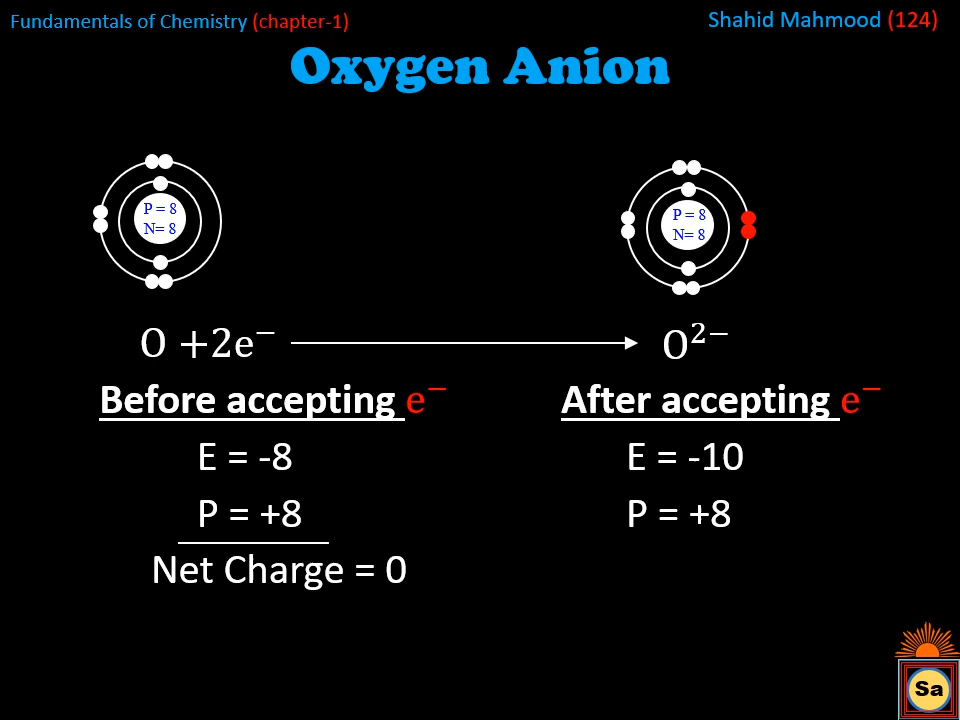 Fundamentals of Chemistry (chapter-1)
Shahid Mahmood (124)
Oxygen Anion
P = 8
N= 8
P = 8
N= 8
O +2e⁻
O²⁻
Before accepting e⁻
After accepting e⁻
E = -8
E = -10
P = +8
P = +8
Net Charge = 0
Sa